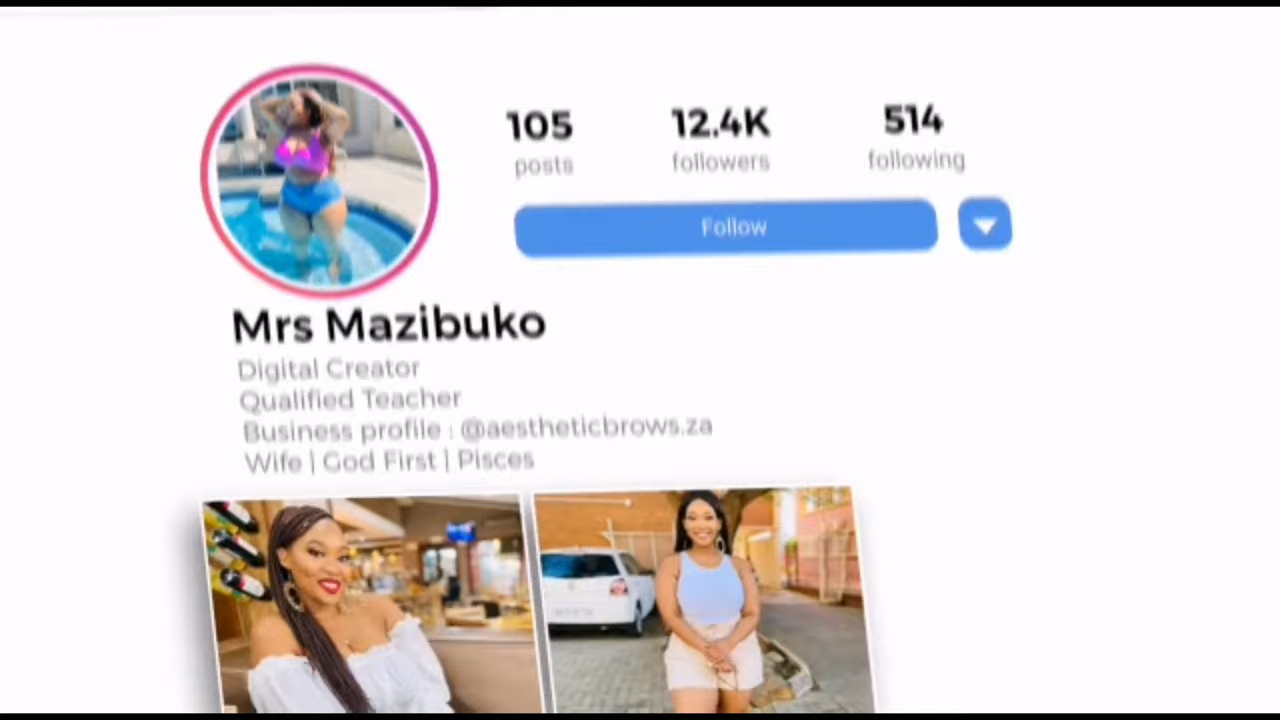 105 12.4K 514
posts followers following
Follow
Mrs Mazibuko
Digital Creator
Qualified Teacher
Business profile : @aestheticbrows.za
Wife | God First | Pisces